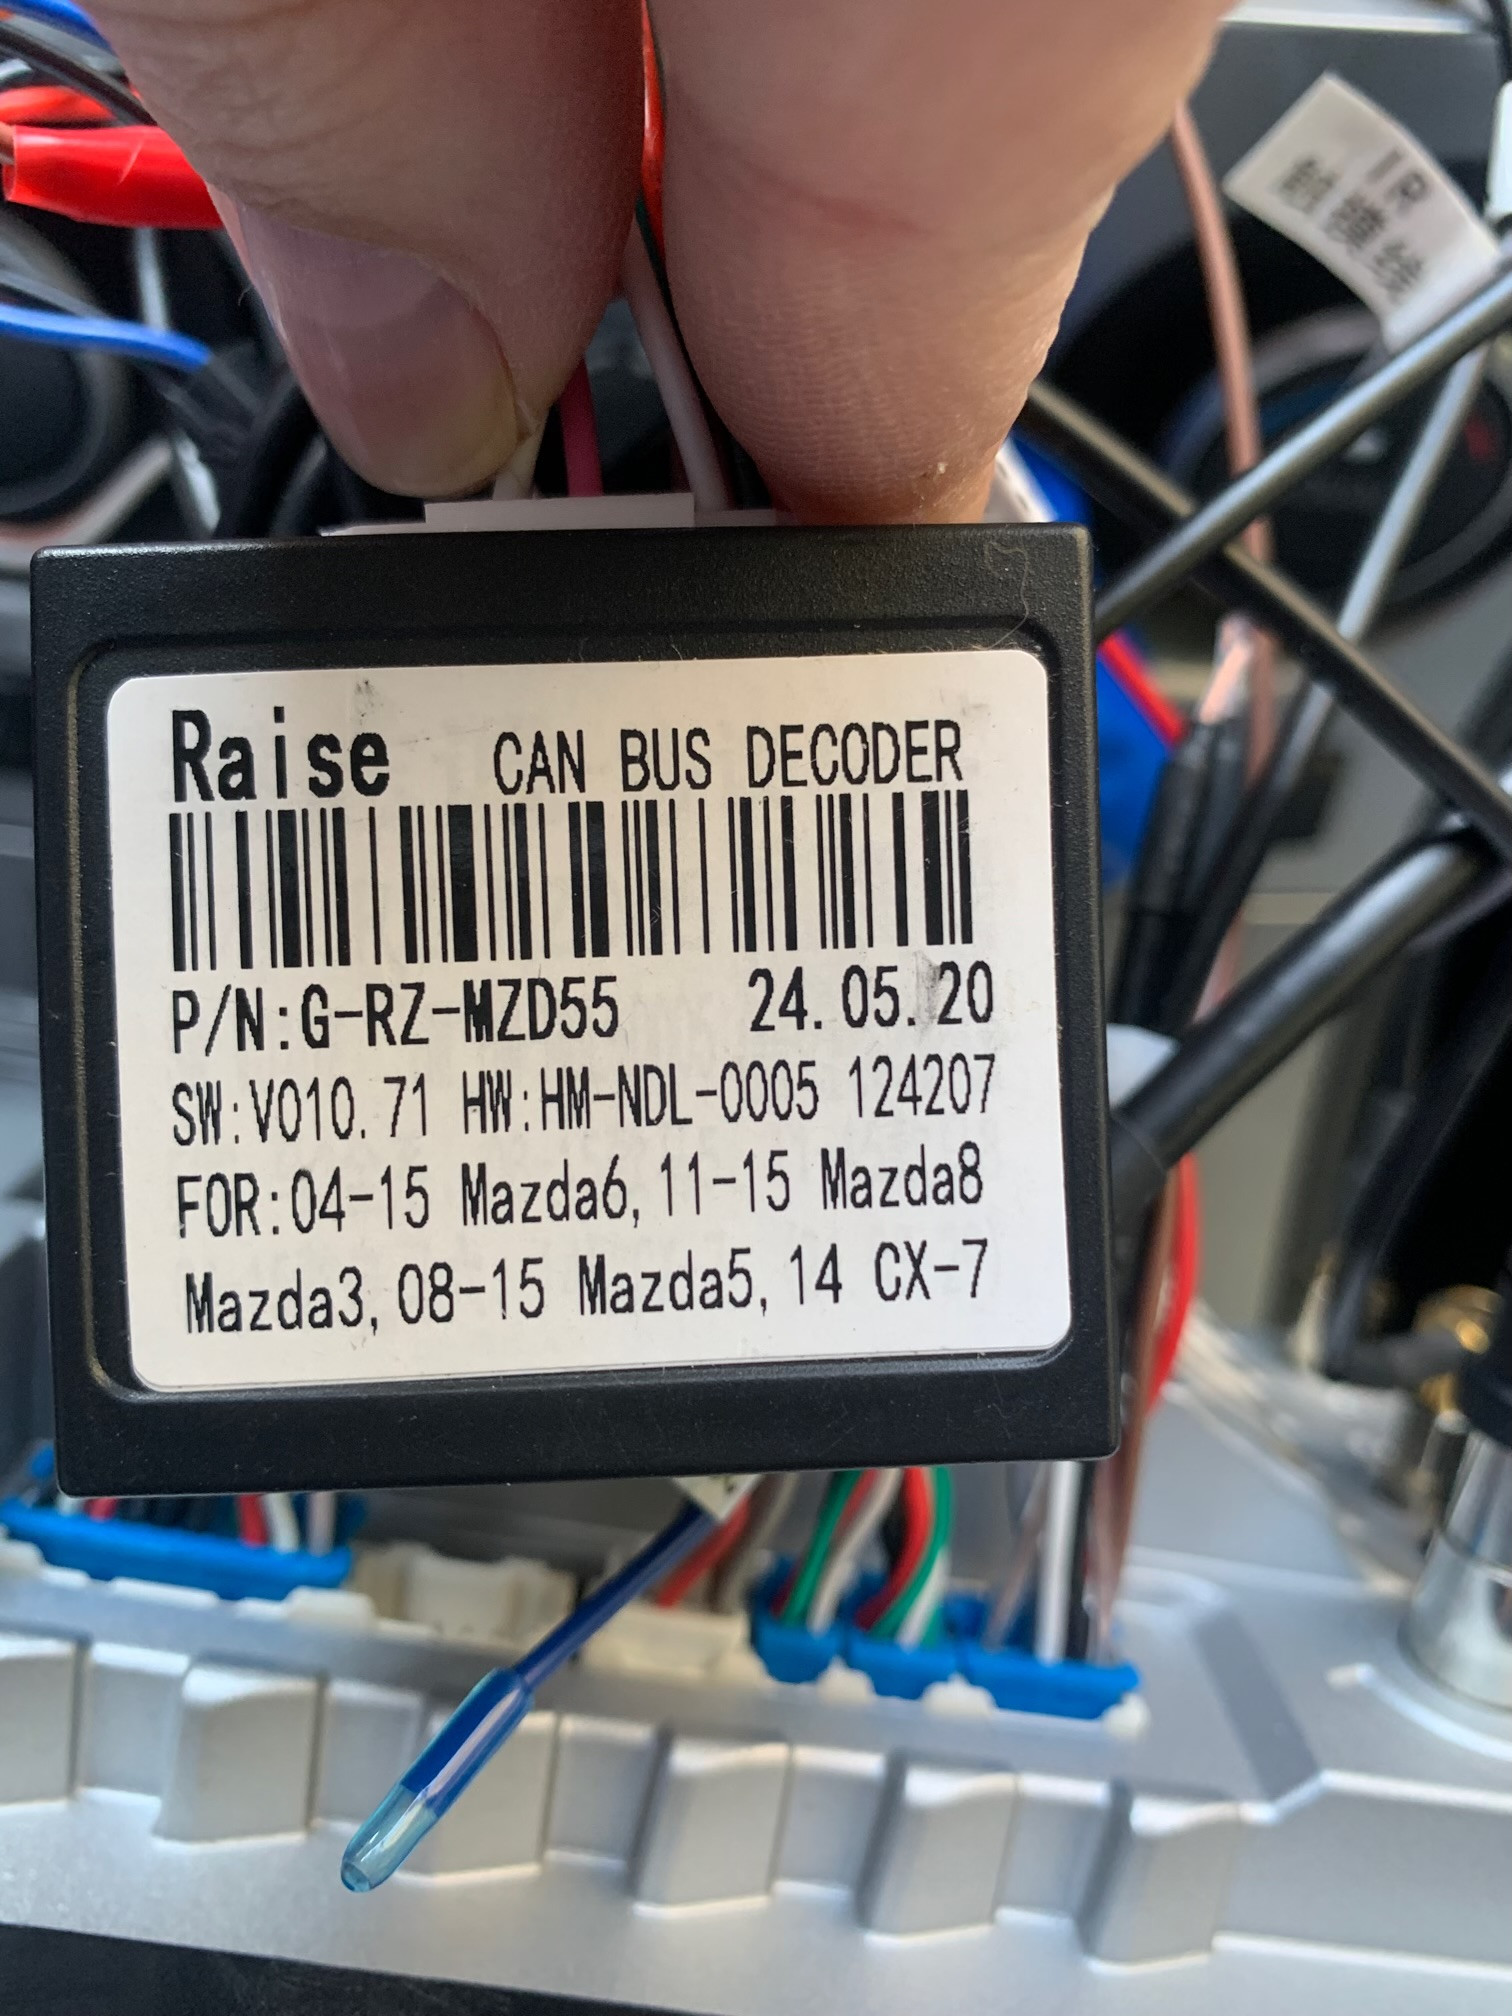 Raise CAN BUS DECODER
P/N:G-RZ-MZD55 24.05.20
SW:V010.71 HW:HM-NDL-0005 124207
FOR:04-15 Mazda6,11-15 Mazda8
Mazda3,08-15 Mazda5,14 CX-7
IR